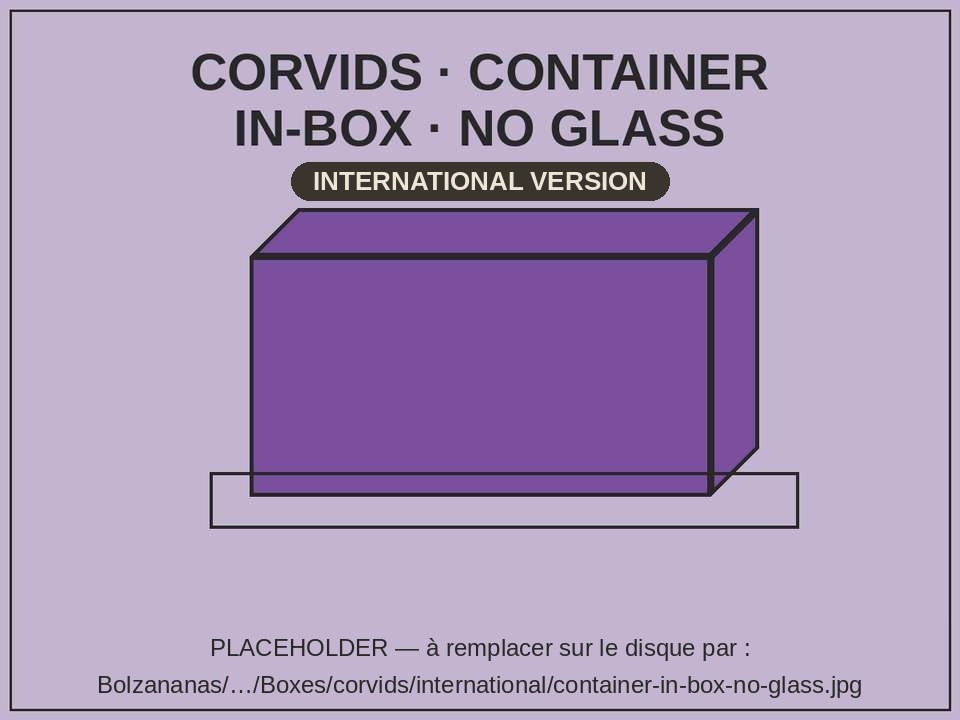 CORVIDS · CONTAINER
IN-BOX · NO GLASS
INTERNATIONAL VERSION
PLACEHOLDER — à remplacer sur le disque par :
Bolzananas/…/Boxes/corvids/international/container-in-box-no-glass.jpg